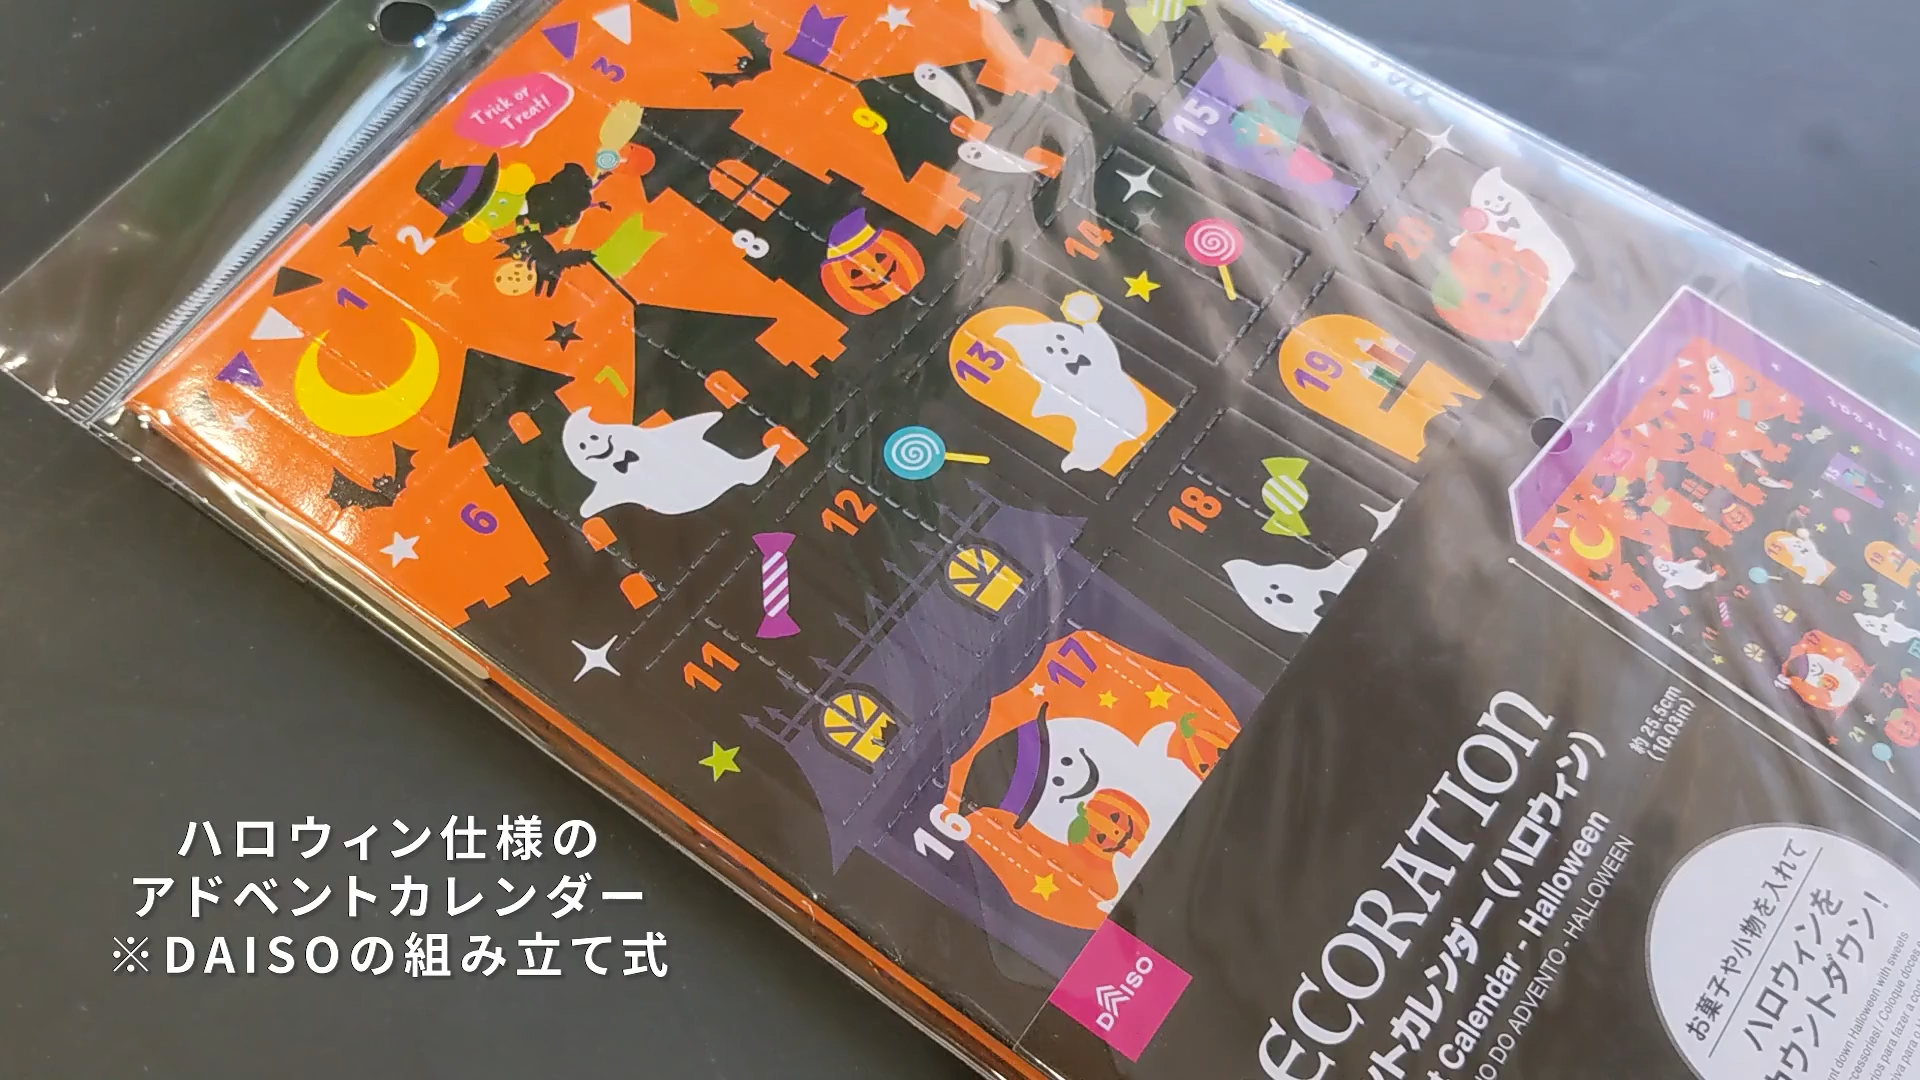 Trick or
Treat!
3
9
15
2
8
14
20
1
7
13
19
6
12
18
11
17
16
約25.5cm
(10.03in)
ECORATION
ントカレンダー(ハロウィン)
t Calendar - Halloween
IO DO ADVENTO - HALLOWEEN
DAISO
お菓子や小物を入れて
ハロウィンを
カウントダウン!
ハロウィン仕様の
アドベントカレンダー
※DAISOの組み立て式